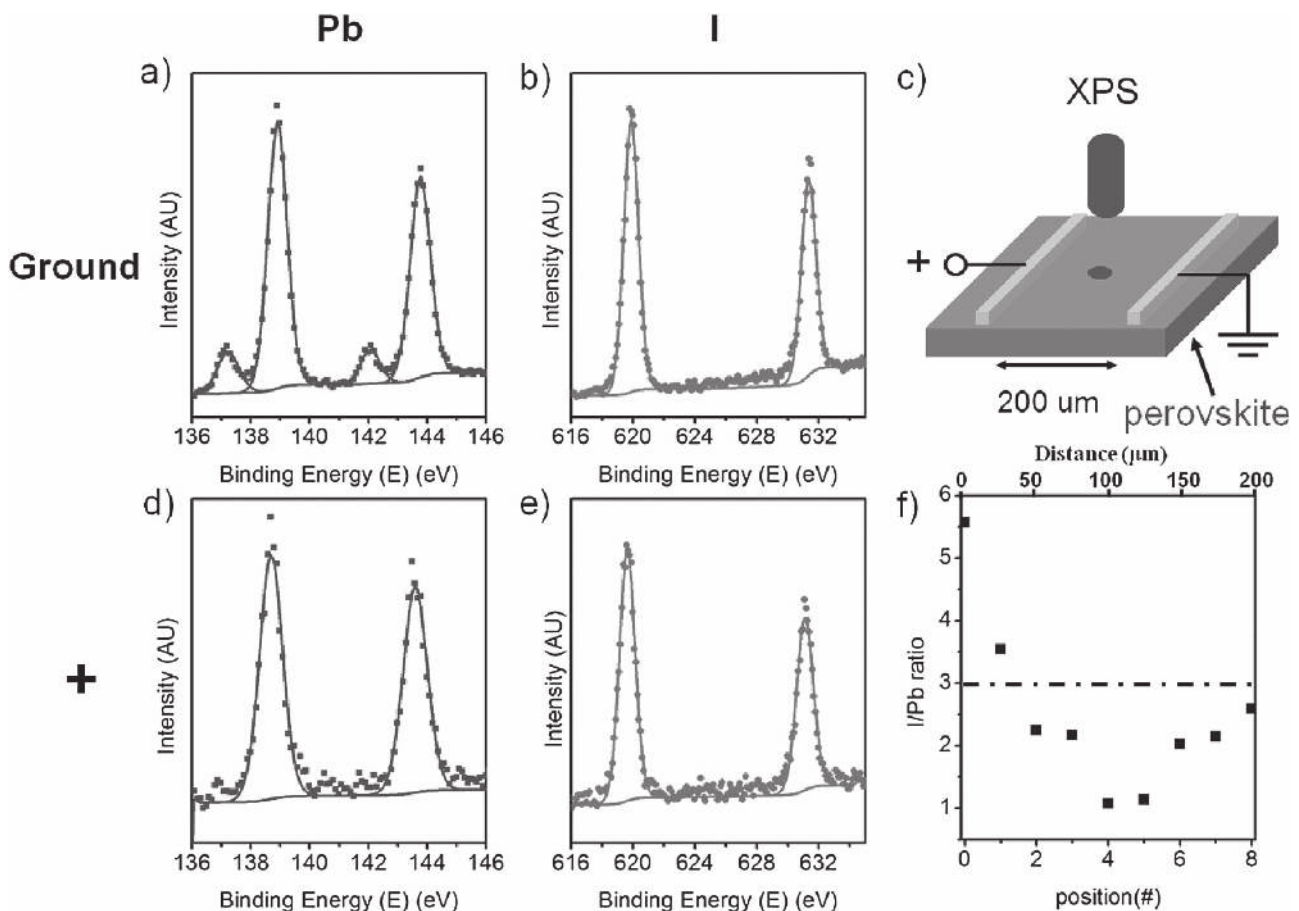 Pb
I
a)
b)
c)
XPS
Ground
Intensity (AU)
Intensity (AU)
+
200 um
perovskite
136 138 140 142 144 146
616 620 624 628 632
Binding Energy (E) (eV)
Binding Energy (E) (eV)
Distance (μm)
0 50 100 150 200
d)
e)
f)
+
Intensity (AU)
Intensity (AU)
I/Pb ratio
6
5
4
3
2
1
136 138 140 142 144 146
616 620 624 628 632
0 2 4 6 8
Binding Energy (E) (eV)
Binding Energy (E) (eV)
position(#)